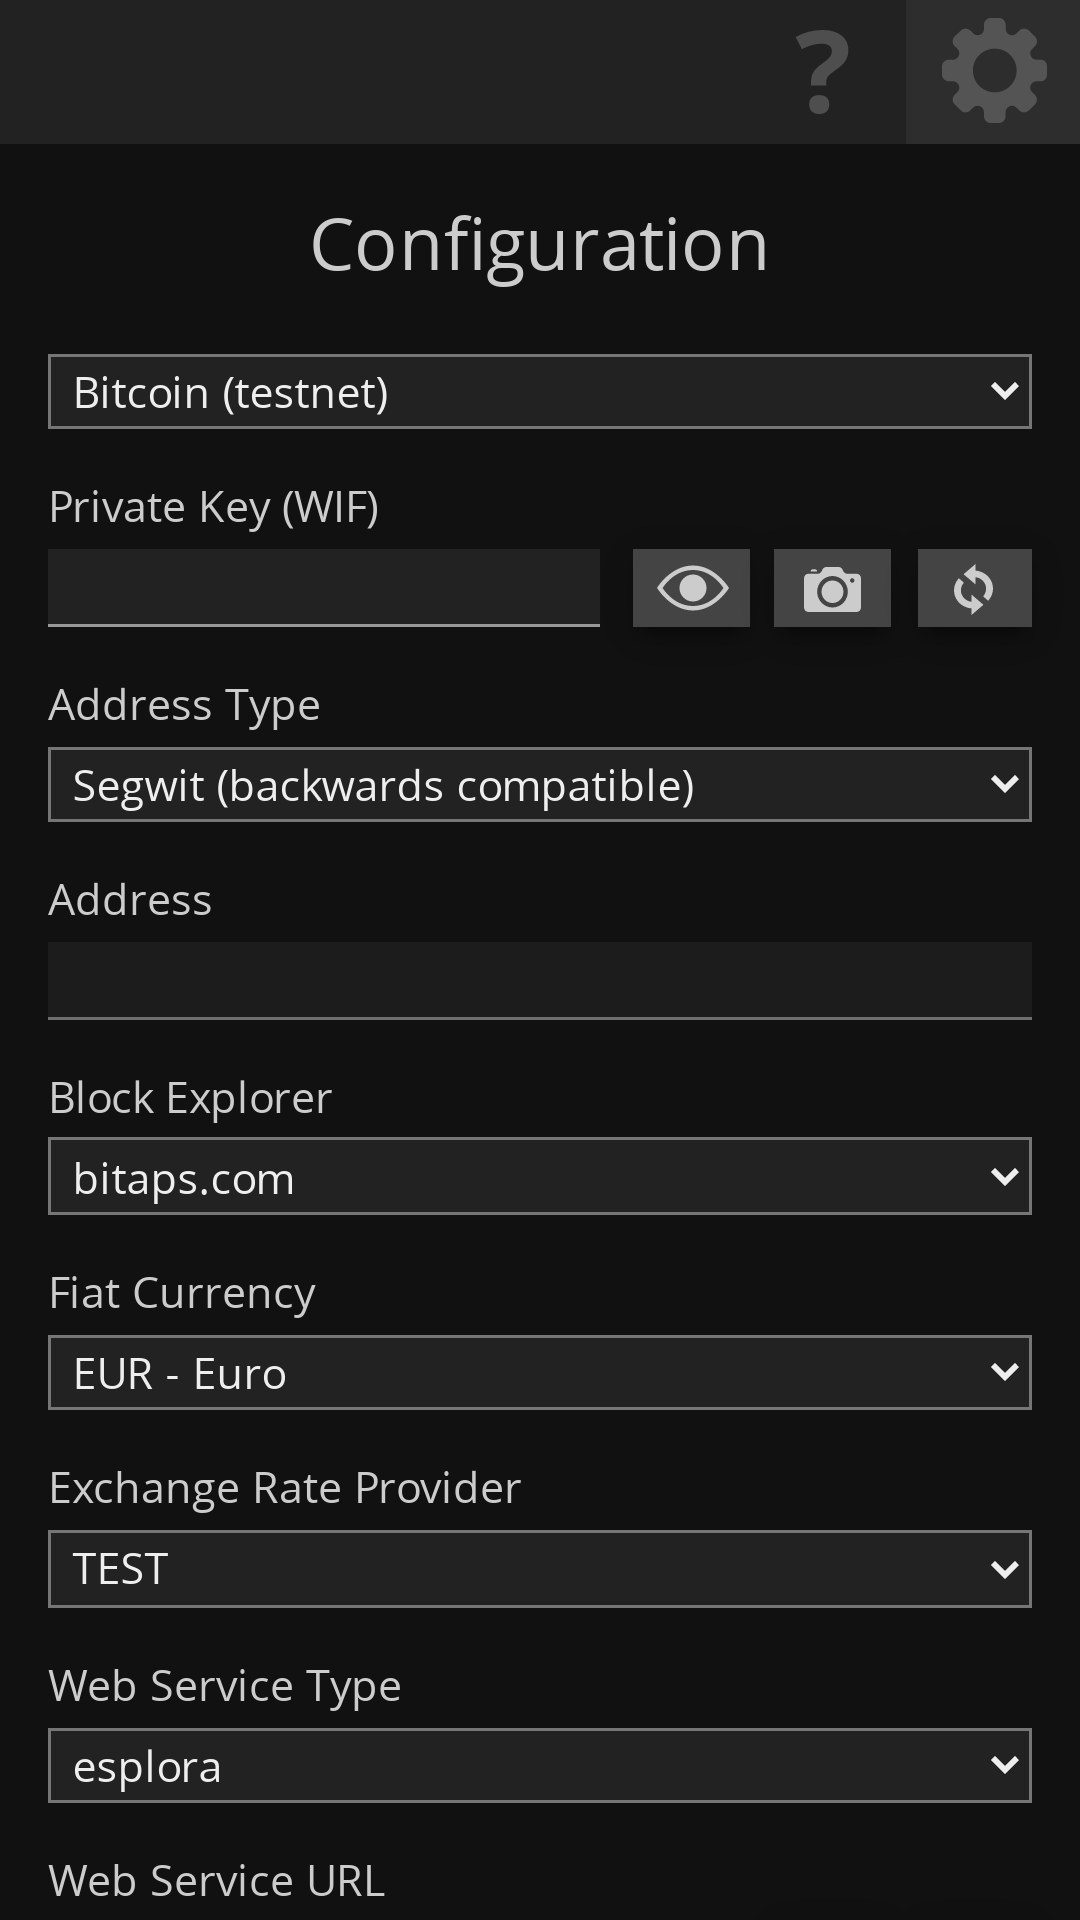 ?
Configuration
Bitcoin (testnet)
Private Key (WIF)
Address Type
Segwit (backwards compatible)
Address
Block Explorer
bitaps.com
Fiat Currency
EUR - Euro
Exchange Rate Provider
TEST
Web Service Type
esplora
Web Service URL